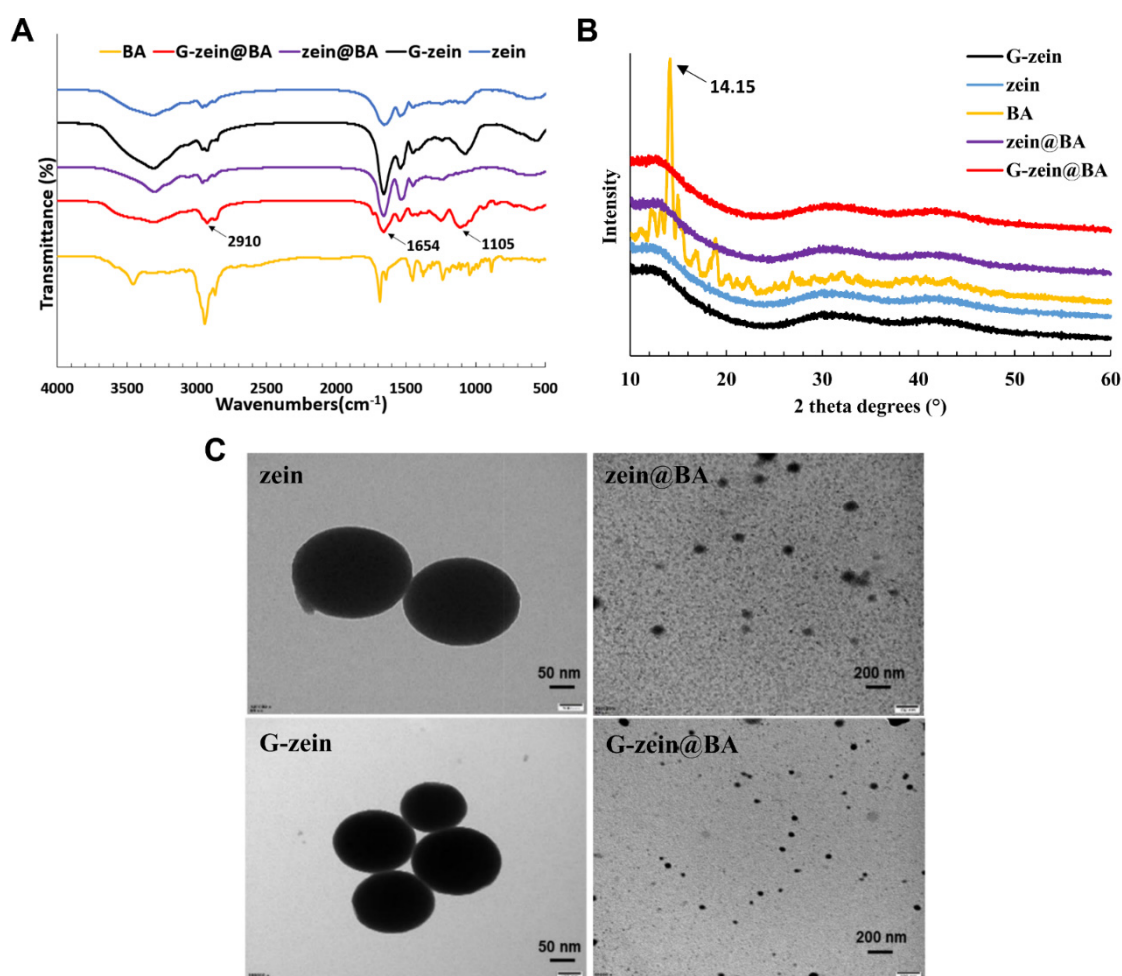 A
BA G-zein@BA zein@BA G-zein zein
Transmittance (%)
2910
1654
1105
4000 3500 3000 2500 2000 1500 1000 500
Wavenumbers(cm⁻¹)
B
14.15
G-zein
zein
BA
zein@BA
G-zein@BA
Intensity
10 20 30 40 50 60
2 theta degrees (°)
C
zein
50 nm
zein@BA
200 nm
G-zein
50 nm
G-zein@BA
200 nm